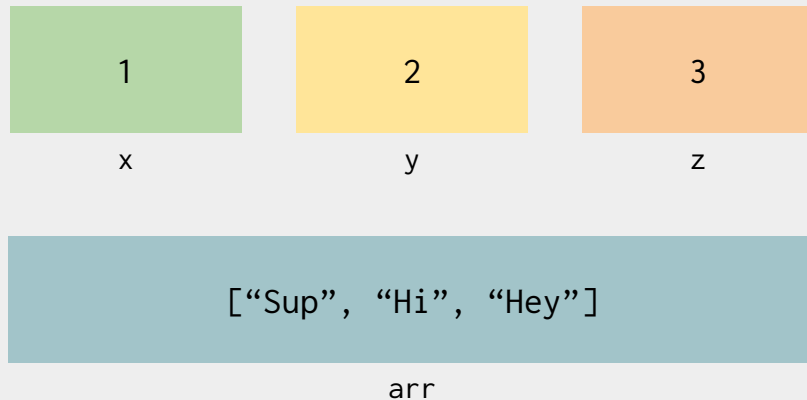 1 2 3
x y z
[“Sup”, “Hi”, “Hey”]
arr